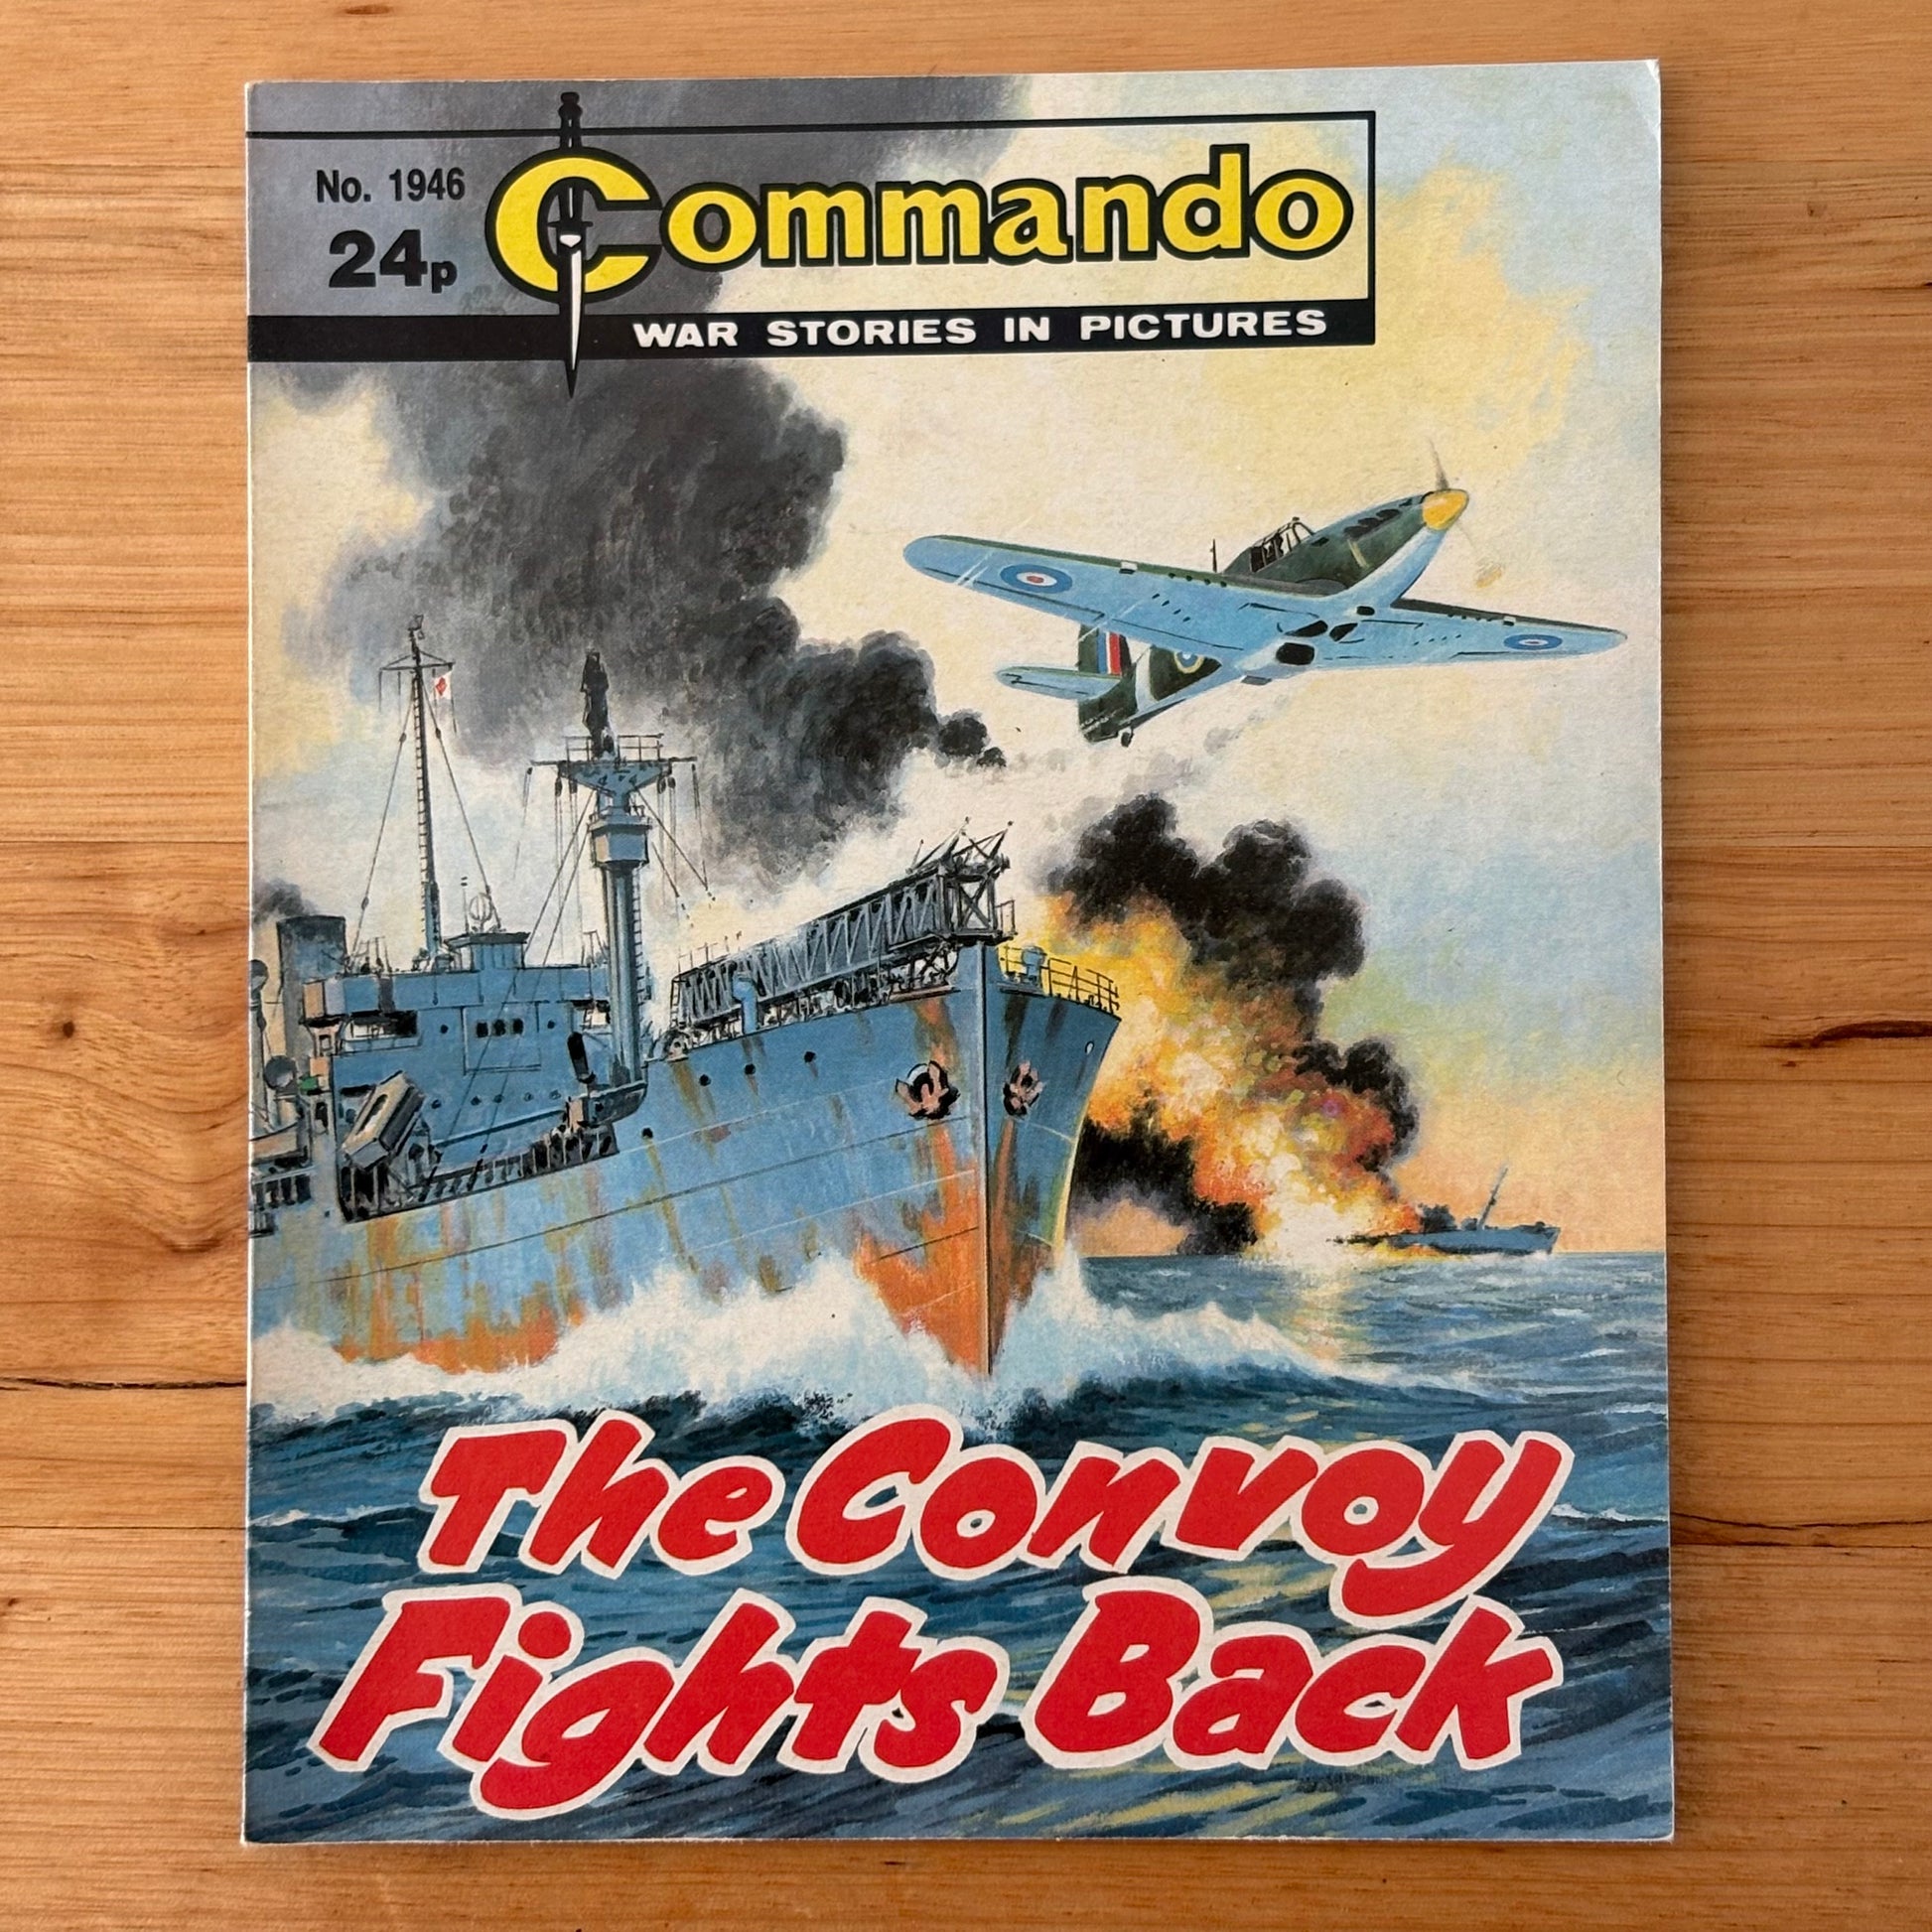 No. 1946
24p
Commando
WAR STORIES IN PICTURES
The Convoy
Fights Back